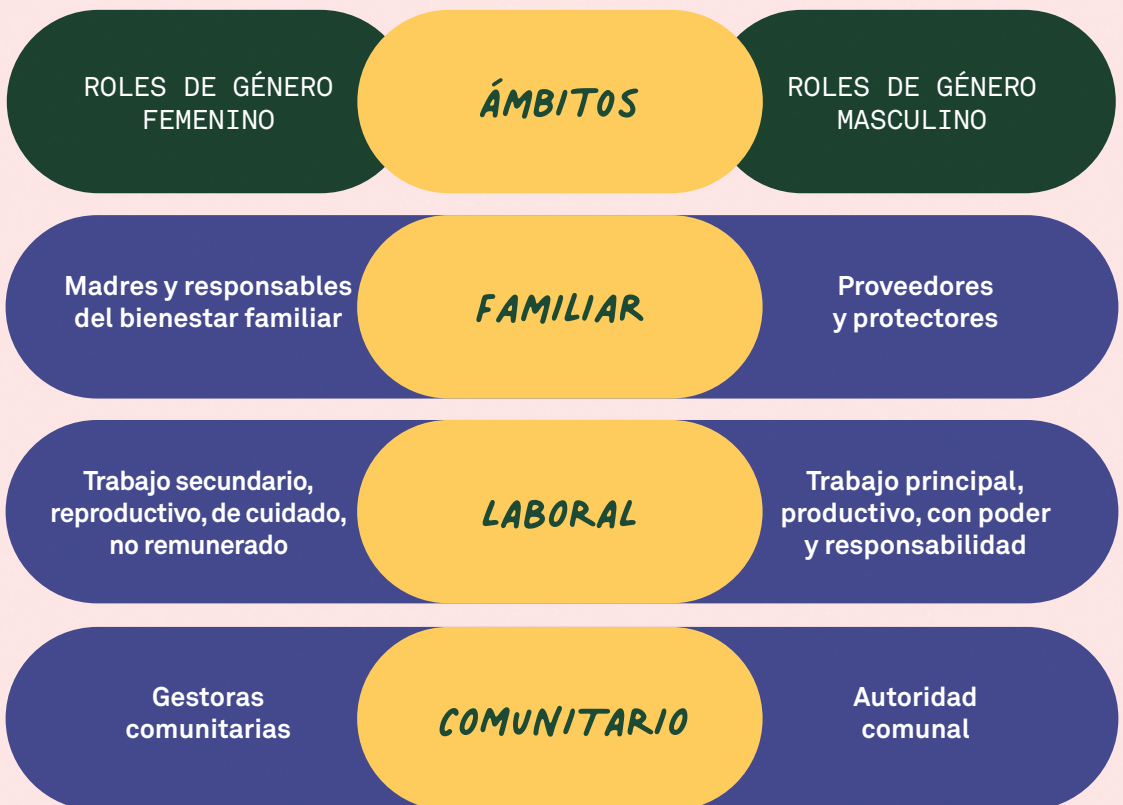 ROLES DE GÉNERO
FEMENINO
ÁMBITOS
ROLES DE GÉNERO
MASCULINO
Madres y responsables
del bienestar familiar
FAMILIAR
Proveedores
y protectores
Trabajo secundario,
reproductivo, de cuidado,
no remunerado
LABORAL
Trabajo principal,
productivo, con poder
y responsabilidad
Gestoras
comunitarias
COMUNITARIO
Autoridad
comunal